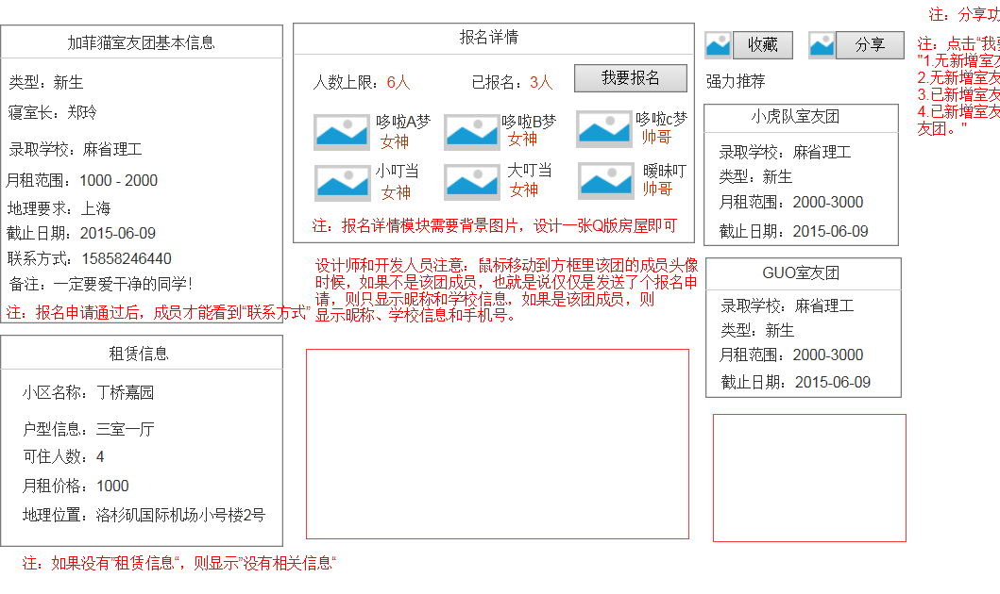 加菲猫室友团基本信息
类型：新生
寝室长：郑玲
录取学校：麻省理工
月租范围：1000 - 2000
地理要求：上海
截止日期：2015-06-09
联系方式：15858246440
备注：一定要爱干净的同学！
注：报名申请通过后，成员才能看到“联系方式”
租赁信息
小区名称：丁桥嘉园
户型信息：三室一厅
可住人数：4
月租价格：1000
地理位置：洛杉矶国际机场小号楼2号
注：如果没有”租赁信息“，则显示”没有相关信息“
报名详情
人数上限：6人 已报名：3人 我要报名
哆啦A梦 哆啦B梦 哆啦c梦
女神 女神 帅哥
小叮当 大叮当 暧昧叮
女神 女神 帅哥
注：报名详情模块需要背景图片，设计一张Q版房屋即可
设计师和开发人员注意：鼠标移动到方框里该团的成员头像
时候，如果不是该团成员，也就是说仅仅是发送了个报名申
请，则只显示昵称和学校信息，如果是该团成员，则
显示昵称、学校信息和手机号。
收藏 分享
强力推荐
小虎队室友团
录取学校：麻省理工
类型：新生
月租范围：2000-3000
截止日期：2015-06-09
GUO室友团
录取学校：麻省理工
类型：新生
月租范围：2000-3000
截止日期：2015-06-09
注：分享功
注：点击“我要
"1.无新增室友
2.无新增室友
3.已新增室友
4.已新增室友
友团。"